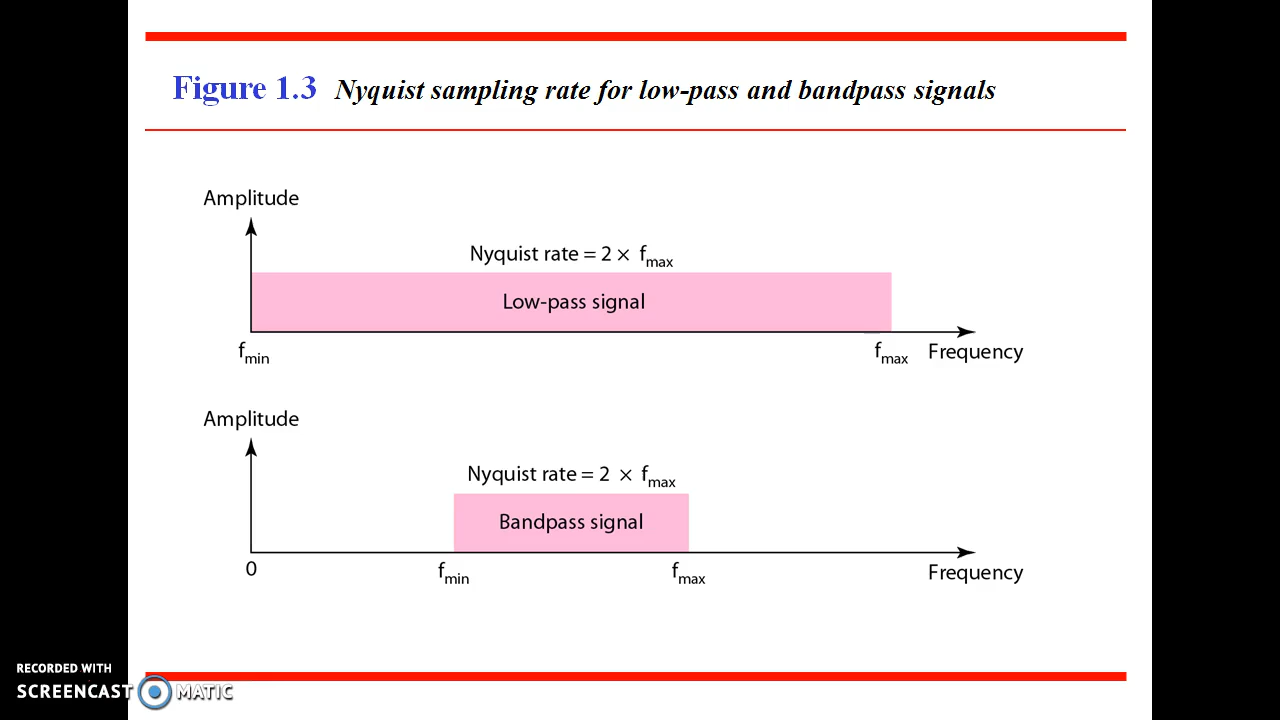 Figure 1.3 Nyquist sampling rate for low-pass and bandpass signals
Amplitude
Nyquist rate = 2 × fmax
Low-pass signal
fmin
fmax
Frequency
Amplitude
Nyquist rate = 2 × fmax
Bandpass signal
0
fmin
fmax
Frequency
RECORDED WITH
SCREENCAST MATIC